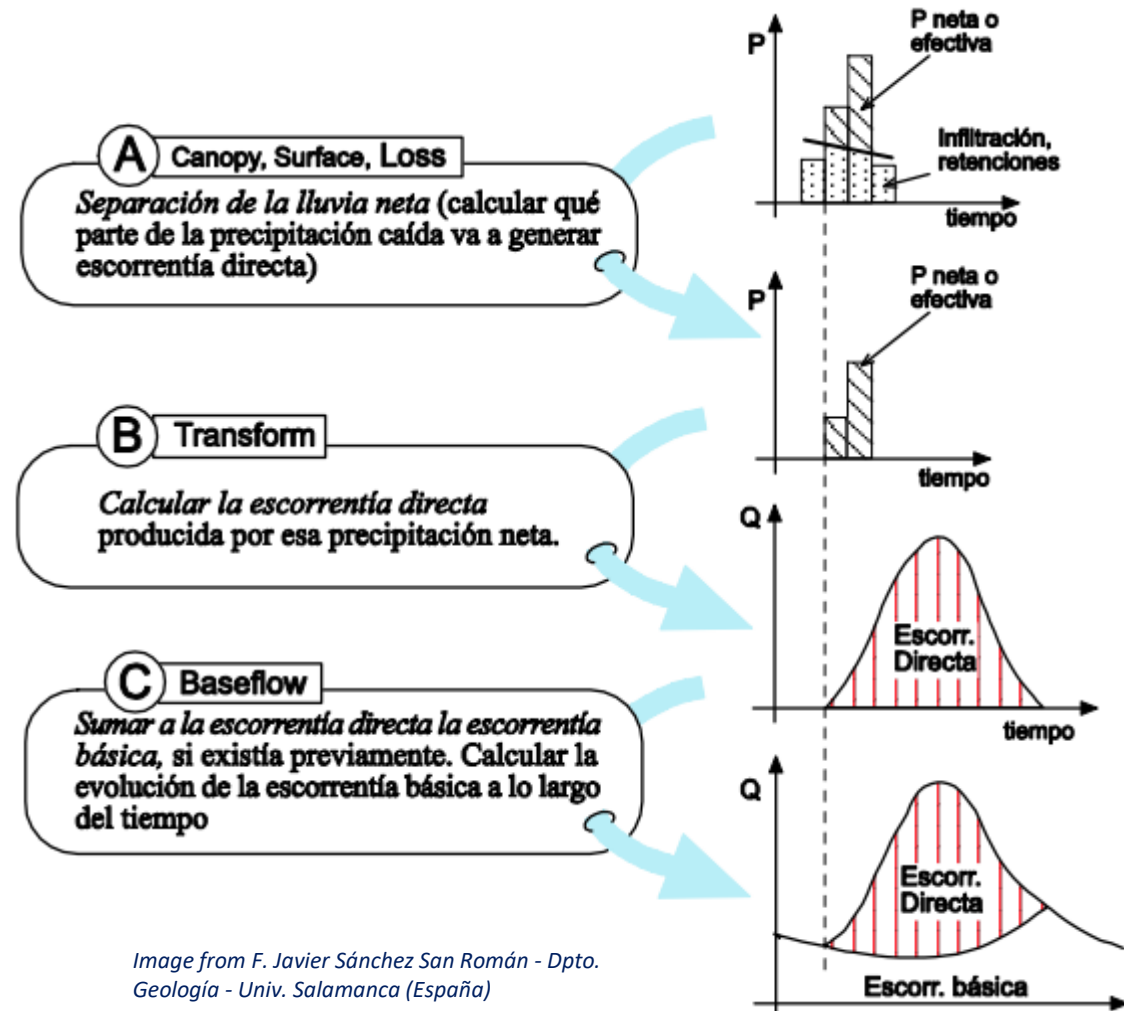 P
P neta o
efectiva
Infiltración,
retenciones
tiempo
A Canopy, Surface, Loss
Separación de la lluvia neta (calcular qué
parte de la precipitación caída va a generar
escorrentía directa)
P
P neta o
efectiva
tiempo
B Transform
Calcular la escorrentía directa
producida por esa precipitación neta.
Q
Escorr.
Directa
tiempo
C Baseflow
Sumar a la escorrentía directa la escorrentía
básica, si existía previamente. Calcular la
evolución de la escorrentía básica a lo largo
del tiempo
Q
Escorr.
Directa
Escorr. básica
Image from F. Javier Sánchez San Román - Dpto.
Geología - Univ. Salamanca (España)